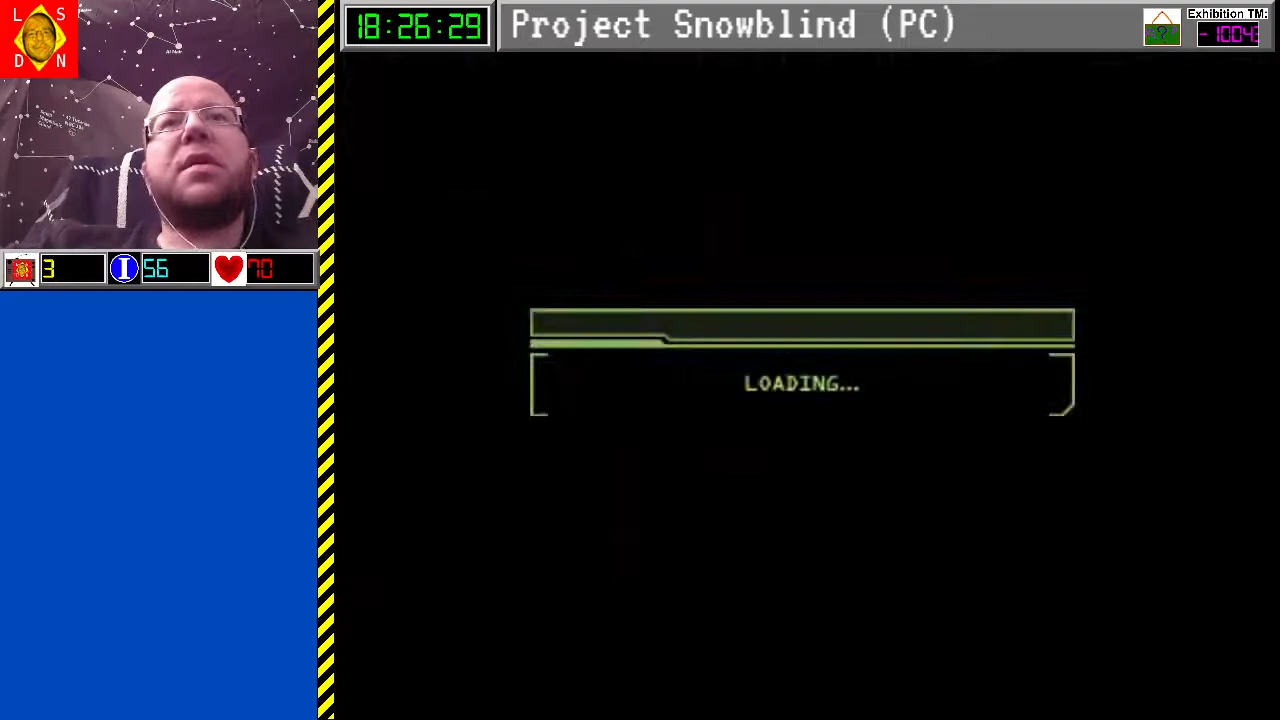 L S
D N
18:26:29
Project Snowblind (PC)
Exhibition TM:
-1004
3
56
70
LOADING...